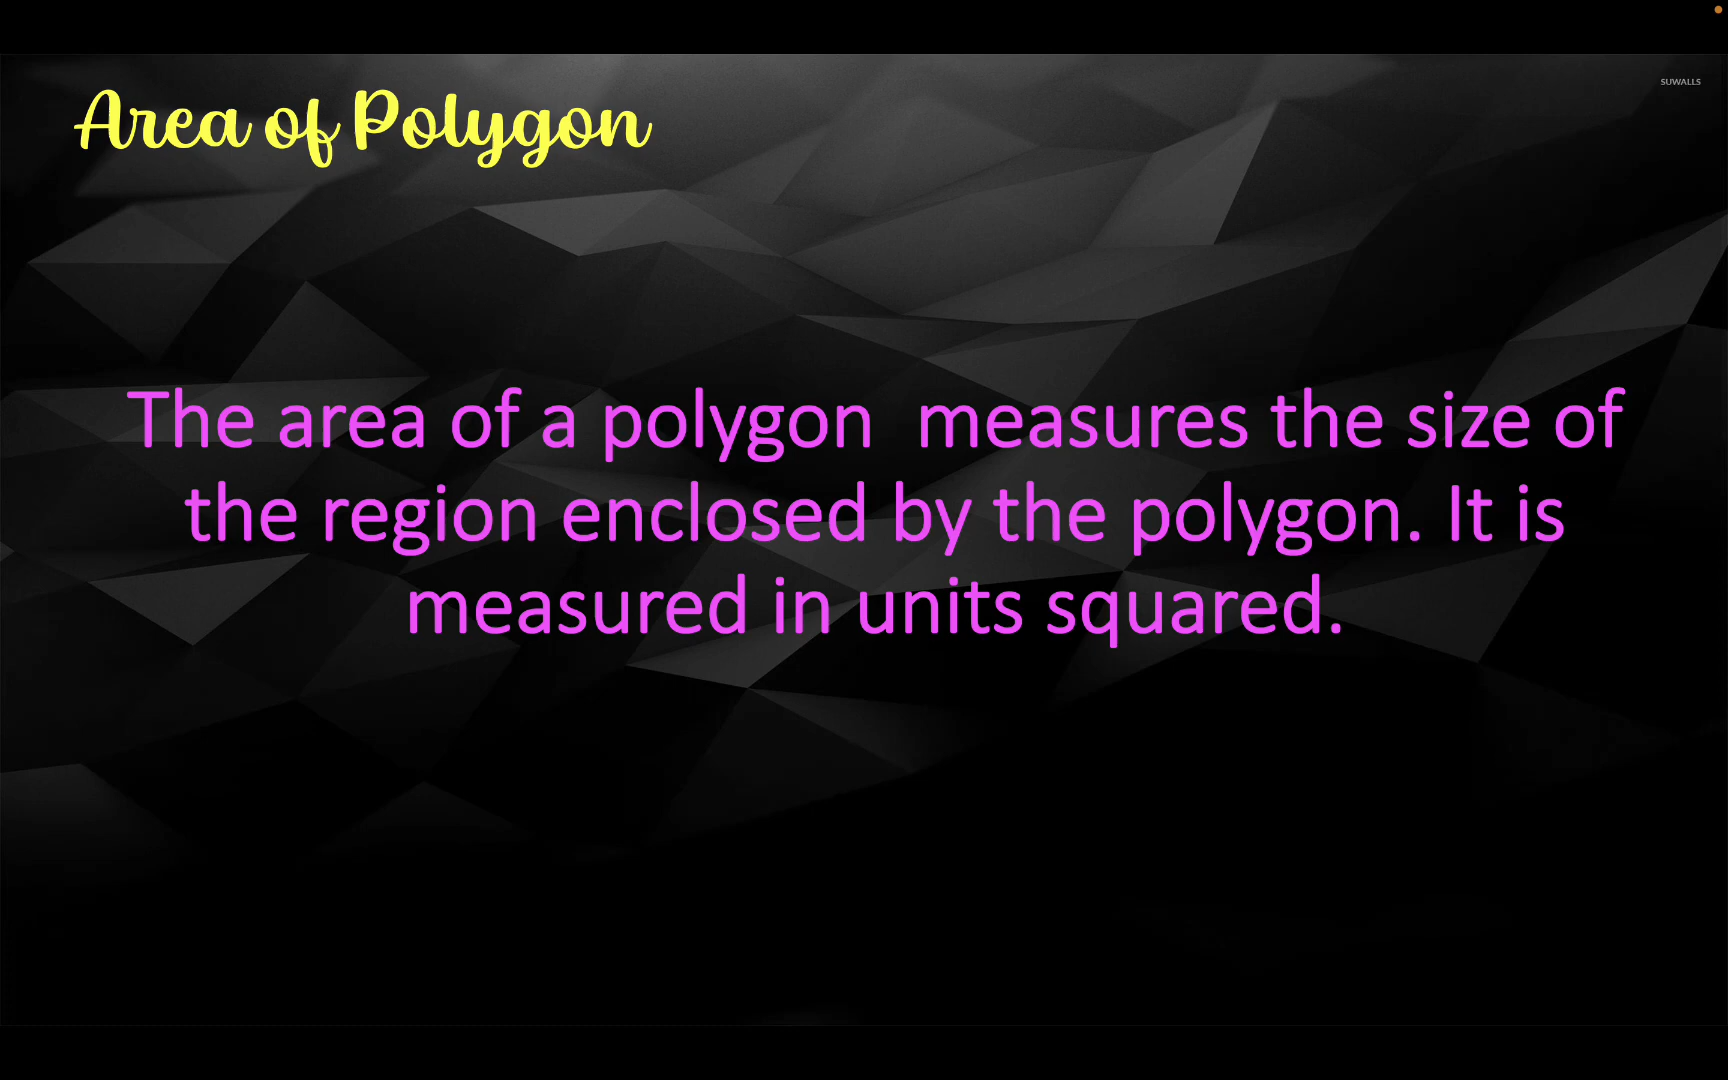 SUWALLS
Area of Polygon
The area of a polygon  measures the size of
the region enclosed by the polygon. It is
measured in units squared.